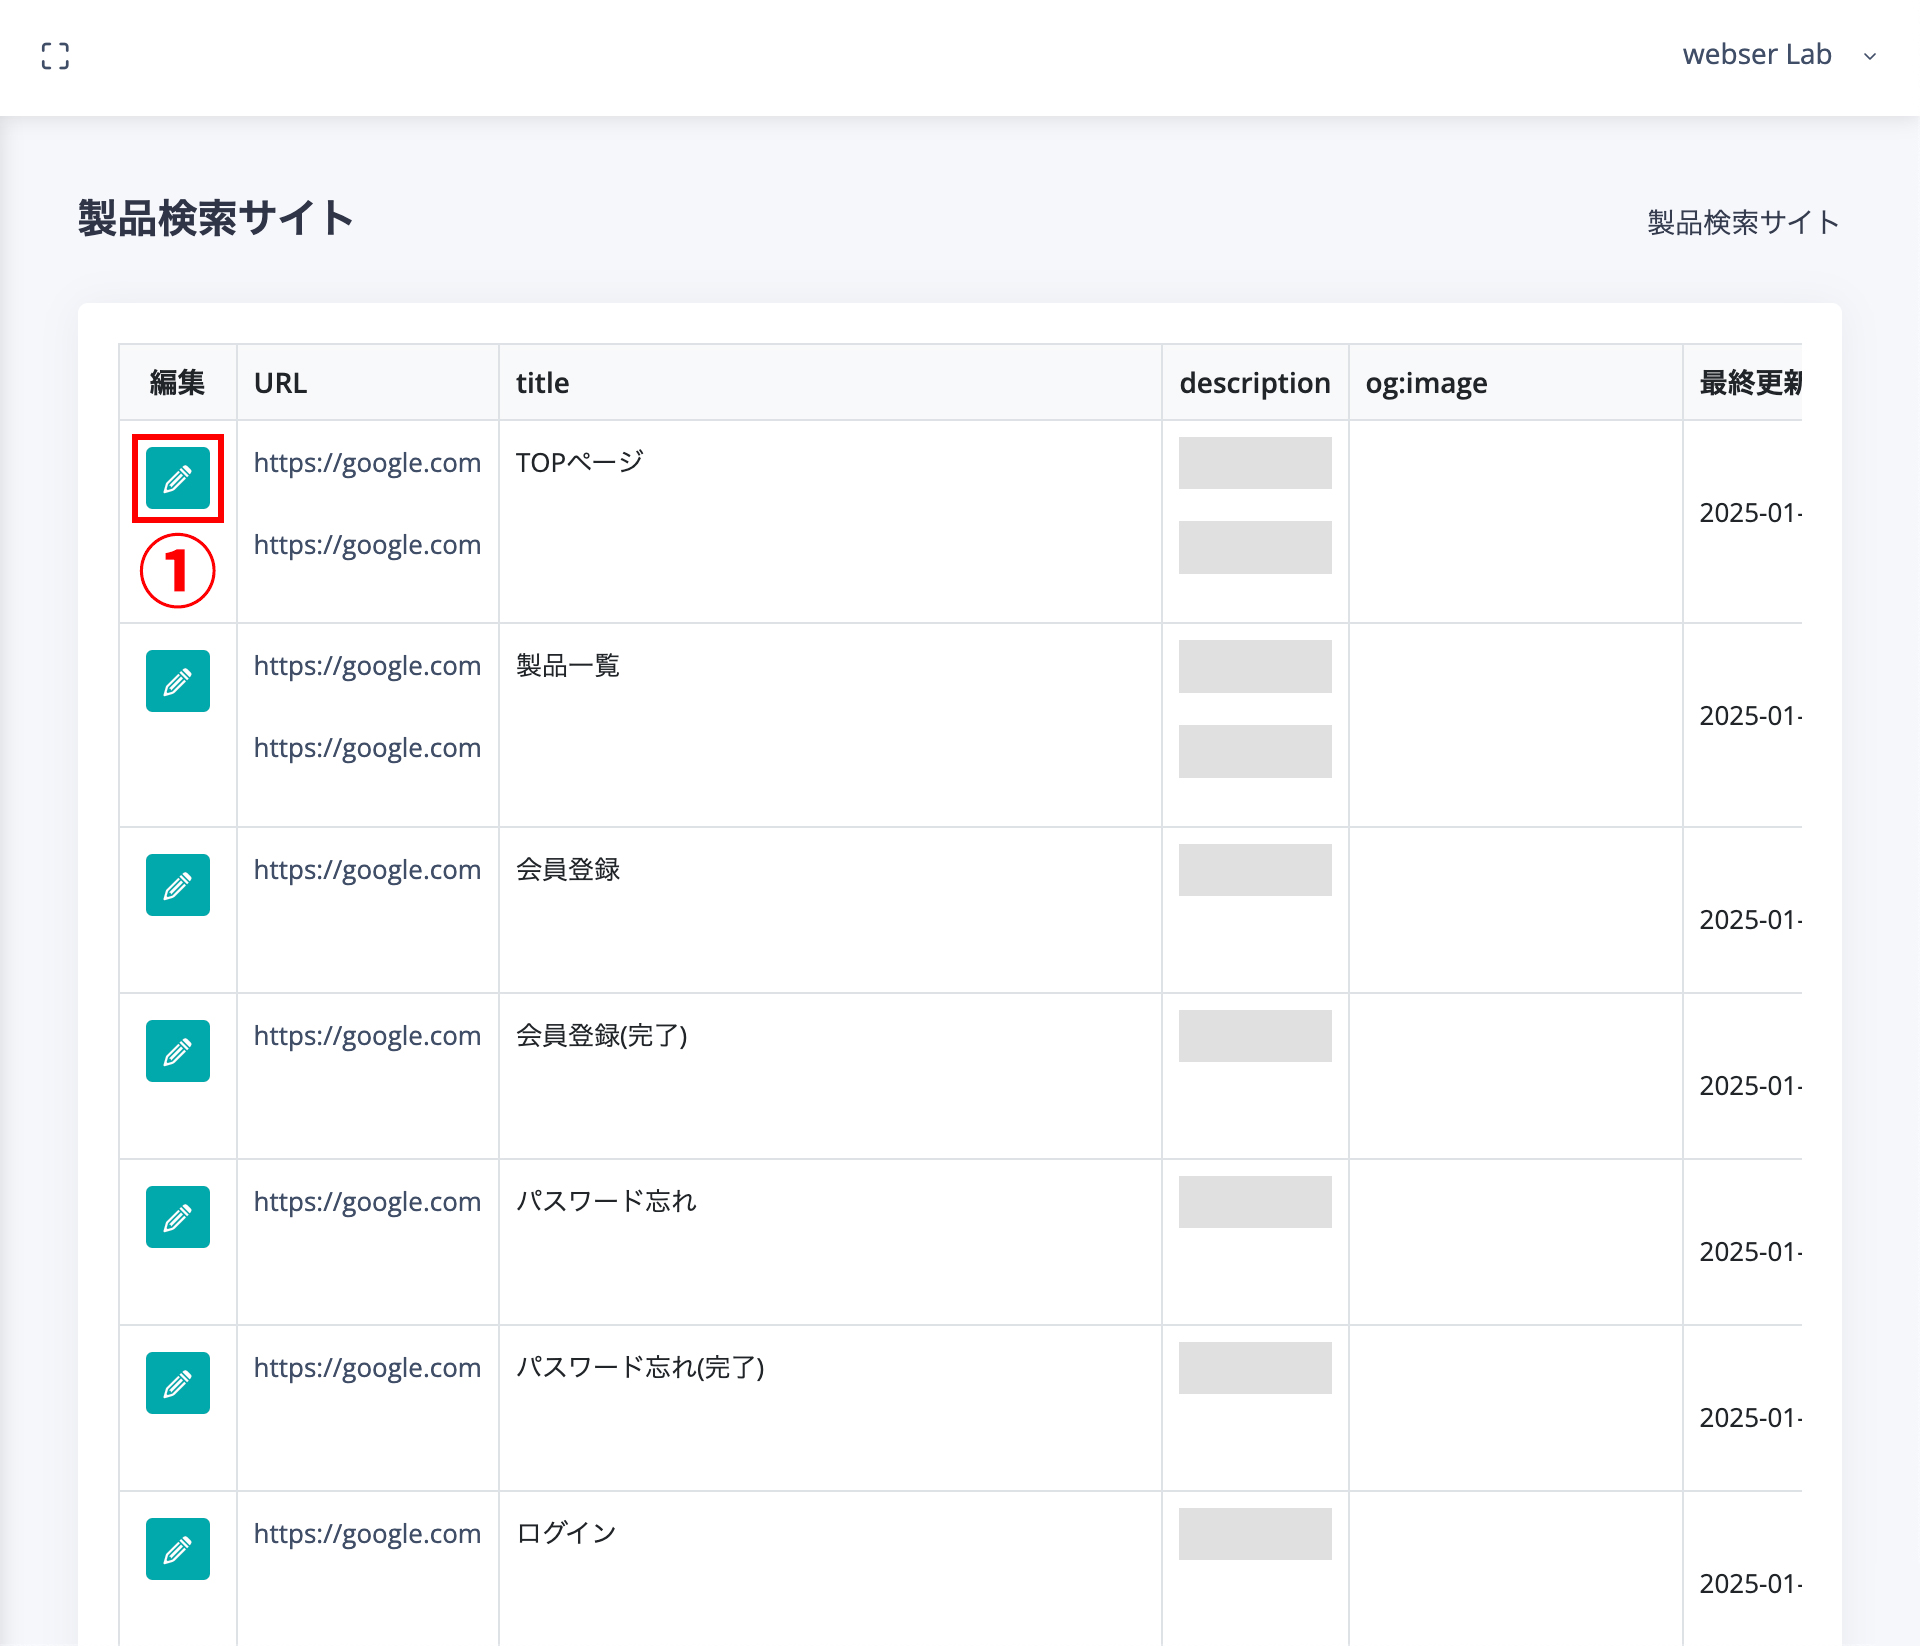 webser Lab
製品検索サイト
製品検索サイト
編集 URL title description og:image 最終更新
https://google.com TOPページ
2025-01-
https://google.com
①
https://google.com 製品一覧
2025-01-
https://google.com
https://google.com 会員登録
2025-01-
https://google.com 会員登録(完了)
2025-01-
https://google.com パスワード忘れ
2025-01-
https://google.com パスワード忘れ(完了)
2025-01-
https://google.com ログイン
2025-01-